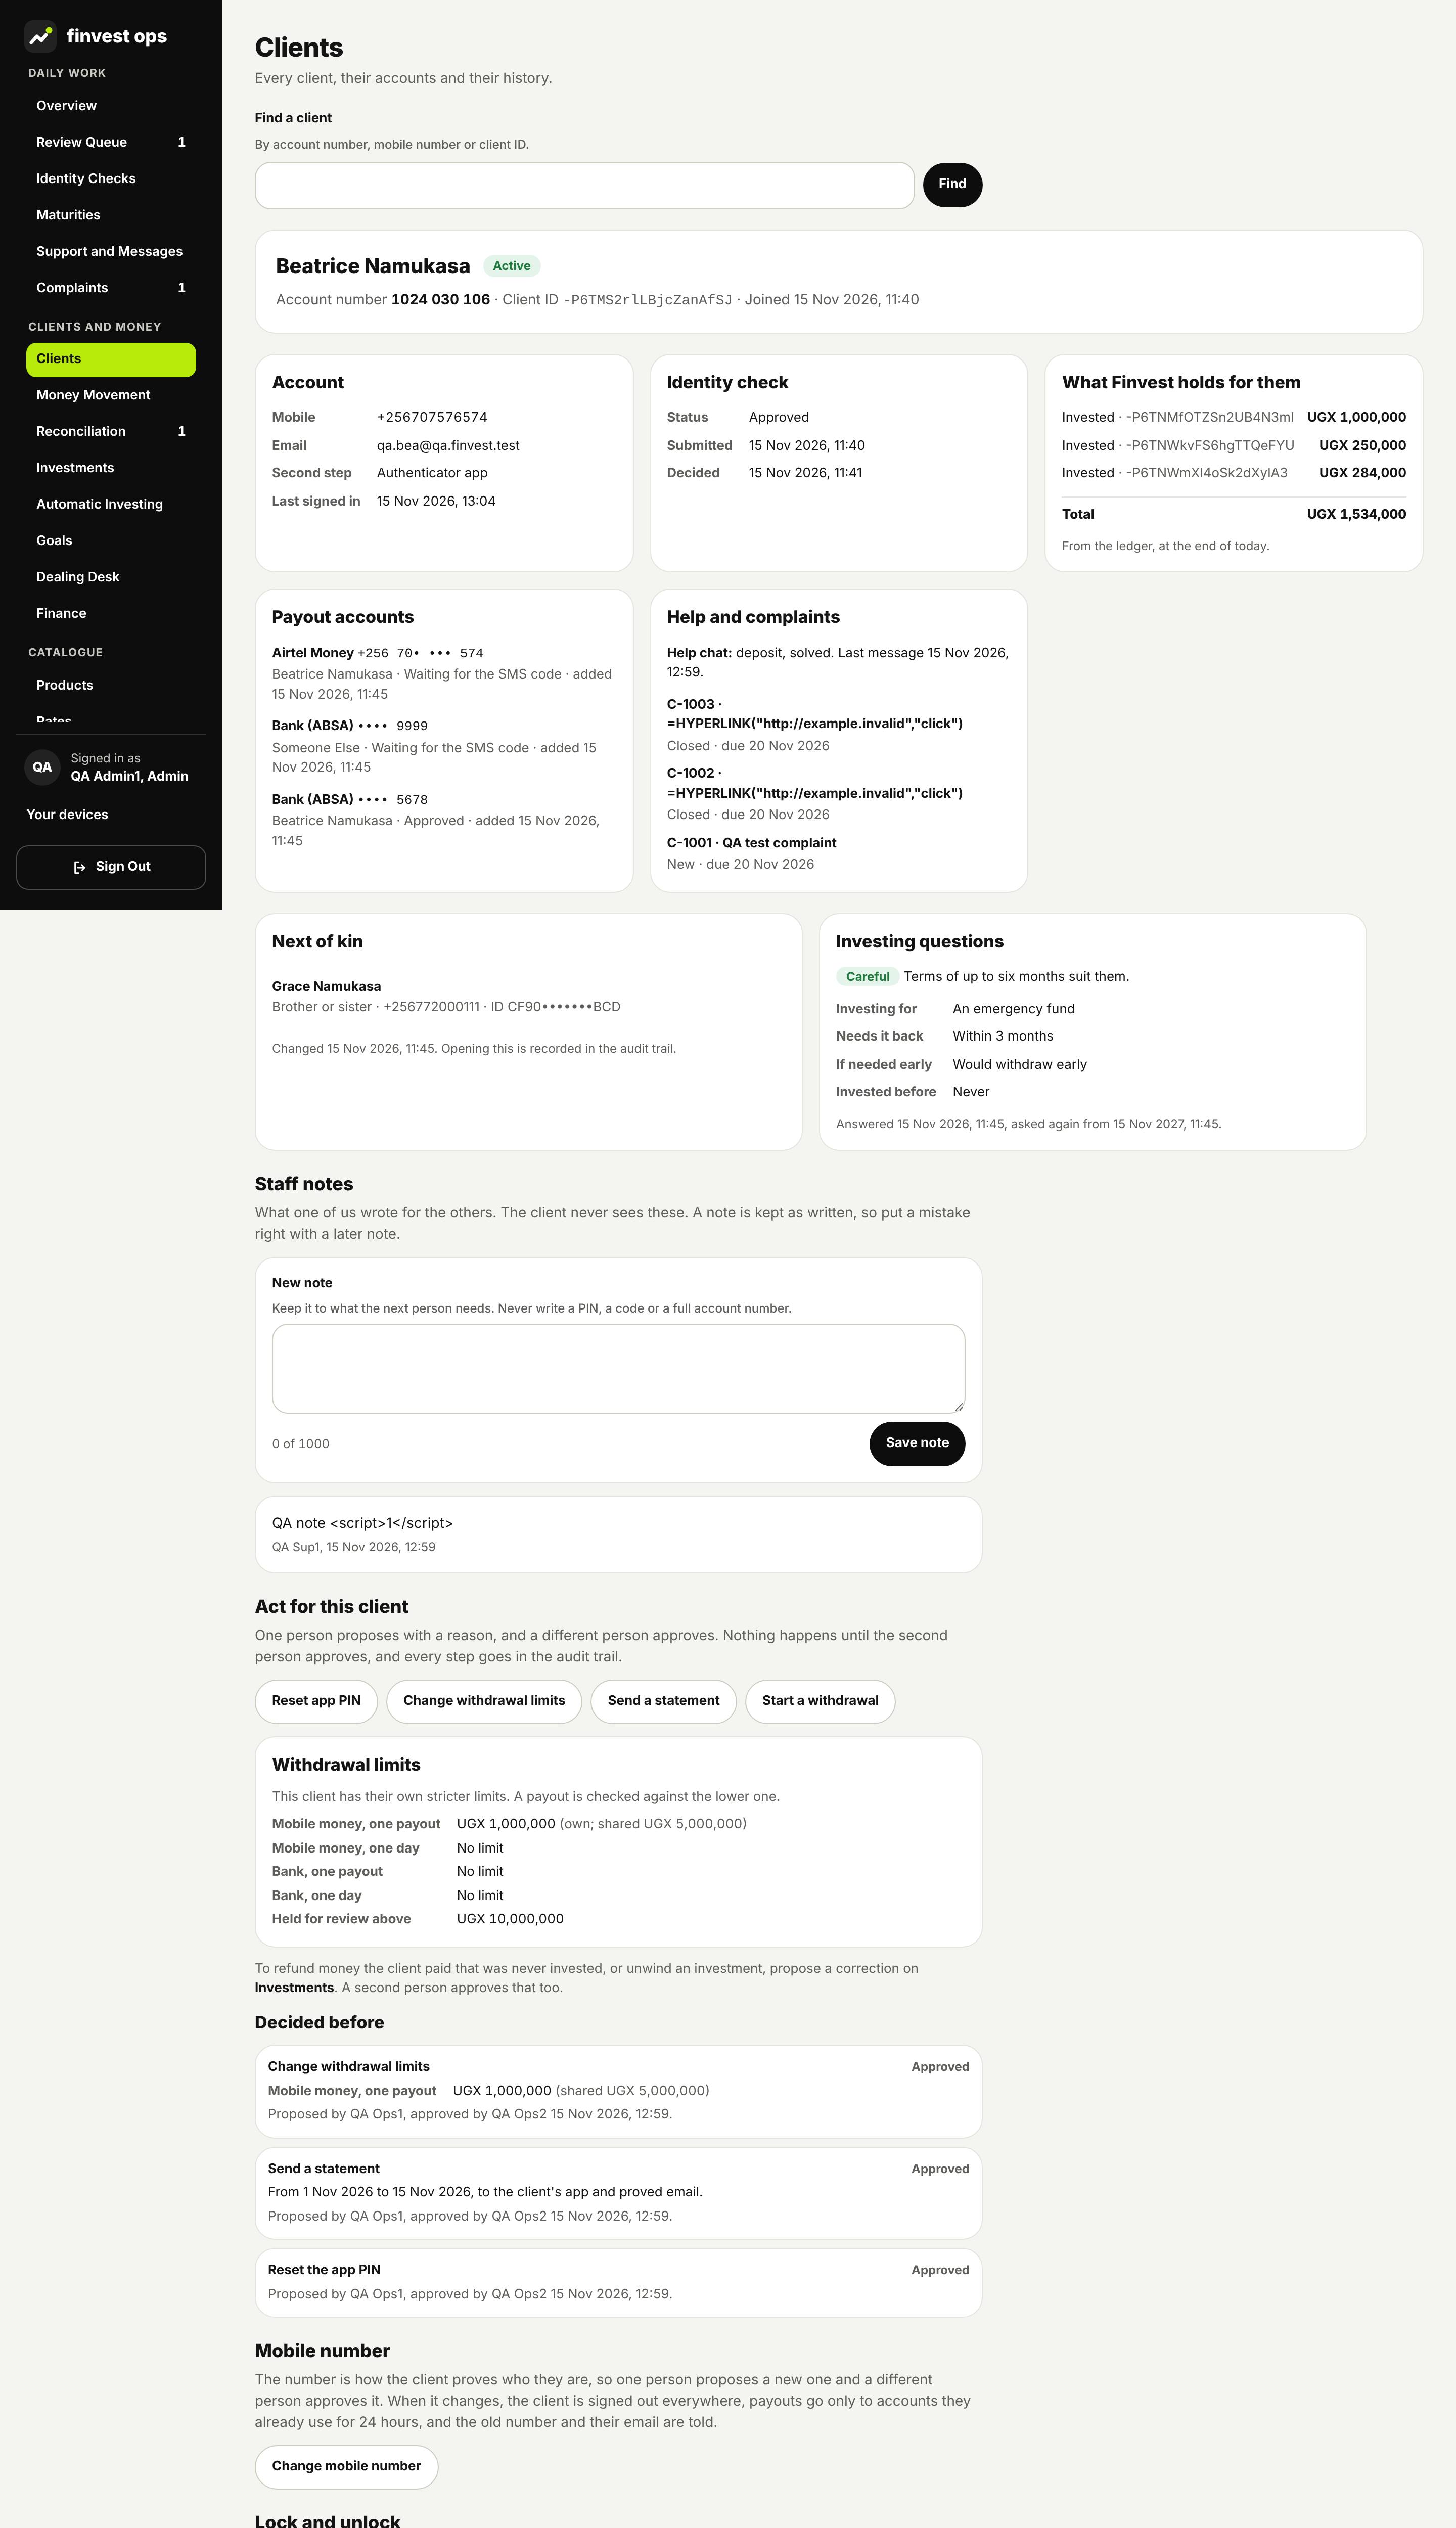 finvest ops
DAILY WORK
Overview
Review Queue 1
Identity Checks
Maturities
Support and Messages
Complaints 1
CLIENTS AND MONEY
Clients
Money Movement
Reconciliation 1
Investments
Automatic Investing
Goals
Dealing Desk
Finance
CATALOGUE
Products
Rates
QA
Signed in as
QA Admin1, Admin
Your devices
Sign Out
Clients
Every client, their accounts and their history.
Find a client
By account number, mobile number or client ID.
Find
Beatrice Namukasa Active
Account number 1024 030 106 · Client ID -P6TMS2rlLBjcZanAfSJ · Joined 15 Nov 2026, 11:40
Account
Mobile +256707576574
Email qa.bea@qa.finvest.test
Second step Authenticator app
Last signed in 15 Nov 2026, 13:04
Identity check
Status Approved
Submitted 15 Nov 2026, 11:40
Decided 15 Nov 2026, 11:41
What Finvest holds for them
Invested · -P6TNMfOTZSn2UB4N3mI UGX 1,000,000
Invested · -P6TNWkvFS6hgTTQeFYU UGX 250,000
Invested · -P6TNWmXI4oSk2dXylA3 UGX 284,000
Total UGX 1,534,000
From the ledger, at the end of today.
Payout accounts
Airtel Money +256 70• ••• 574
Beatrice Namukasa · Waiting for the SMS code · added
15 Nov 2026, 11:45
Bank (ABSA) •••• 9999
Someone Else · Waiting for the SMS code · added 15
Nov 2026, 11:45
Bank (ABSA) •••• 5678
Beatrice Namukasa · Approved · added 15 Nov 2026,
11:45
Help and complaints
Help chat: deposit, solved. Last message 15 Nov 2026,
12:59.
C-1003 ·
=HYPERLINK("http://example.invalid","click")
Closed · due 20 Nov 2026
C-1002 ·
=HYPERLINK("http://example.invalid","click")
Closed · due 20 Nov 2026
C-1001 · QA test complaint
New · due 20 Nov 2026
Next of kin
Grace Namukasa
Brother or sister · +256772000111 · ID CF90•••••••BCD
Changed 15 Nov 2026, 11:45. Opening this is recorded in the audit trail.
Investing questions
Careful Terms of up to six months suit them.
Investing for An emergency fund
Needs it back Within 3 months
If needed early Would withdraw early
Invested before Never
Answered 15 Nov 2026, 11:45, asked again from 15 Nov 2027, 11:45.
Staff notes
What one of us wrote for the others. The client never sees these. A note is kept as written, so put a mistake
right with a later note.
New note
Keep it to what the next person needs. Never write a PIN, a code or a full account number.
0 of 1000
Save note
QA note <script>1</script>
QA Sup1, 15 Nov 2026, 12:59
Act for this client
One person proposes with a reason, and a different person approves. Nothing happens until the second
person approves, and every step goes in the audit trail.
Reset app PIN Change withdrawal limits Send a statement Start a withdrawal
Withdrawal limits
This client has their own stricter limits. A payout is checked against the lower one.
Mobile money, one payout UGX 1,000,000 (own; shared UGX 5,000,000)
Mobile money, one day No limit
Bank, one payout No limit
Bank, one day No limit
Held for review above UGX 10,000,000
To refund money the client paid that was never invested, or unwind an investment, propose a correction on
Investments. A second person approves that too.
Decided before
Change withdrawal limits Approved
Mobile money, one payout UGX 1,000,000 (shared UGX 5,000,000)
Proposed by QA Ops1, approved by QA Ops2 15 Nov 2026, 12:59.
Send a statement Approved
From 1 Nov 2026 to 15 Nov 2026, to the client's app and proved email.
Proposed by QA Ops1, approved by QA Ops2 15 Nov 2026, 12:59.
Reset the app PIN Approved
Proposed by QA Ops1, approved by QA Ops2 15 Nov 2026, 12:59.
Mobile number
The number is how the client proves who they are, so one person proposes a new one and a different
person approves it. When it changes, the client is signed out everywhere, payouts go only to accounts they
already use for 24 hours, and the old number and their email are told.
Change mobile number
Lock and unlock